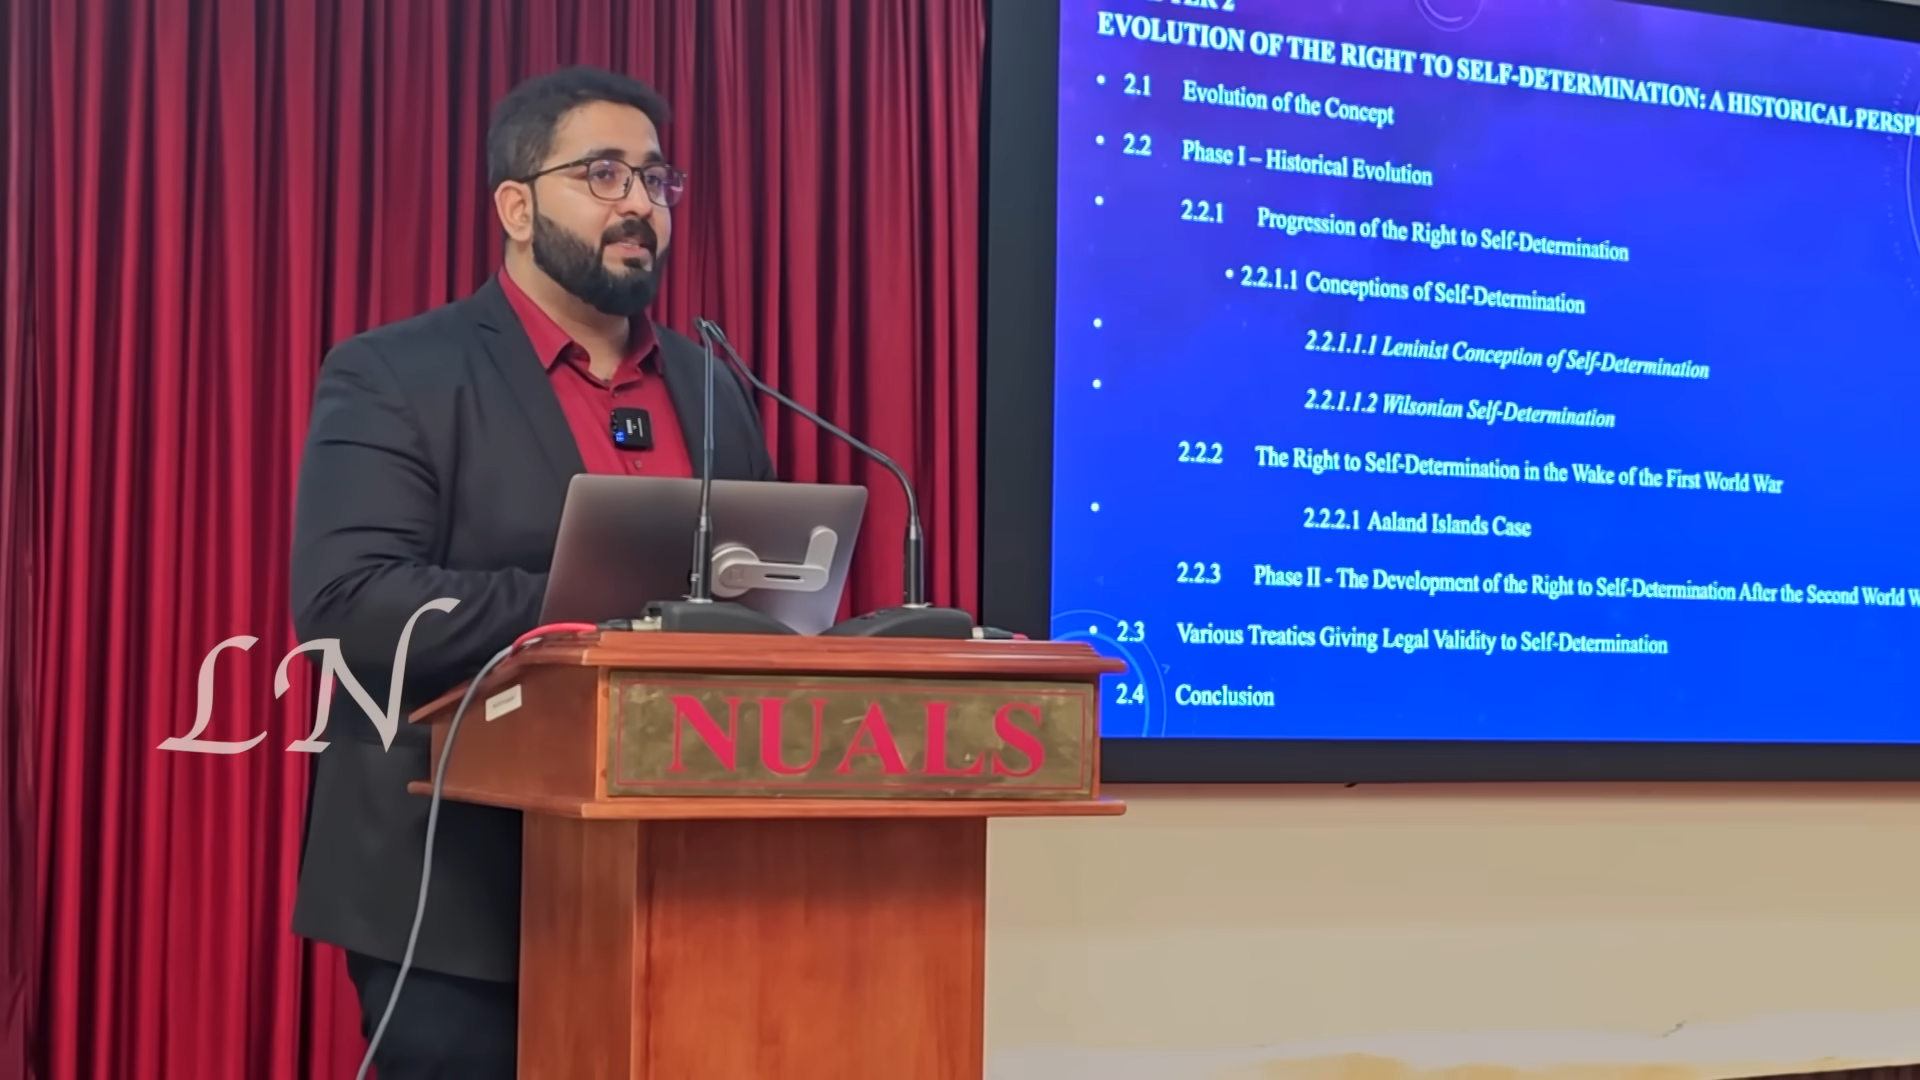 EVOLUTION OF THE RIGHT TO SELF-DETERMINATION: A HISTORICAL
• 2.1 Evolution of the Concept
• 2.2 Phase I – Historical Evolution
• 2.2.1 Progression of the Right to Self-Determination
• 2.2.1.1 Conceptions of Self-Determination
• 2.2.1.1.1 Leninist Conception of Self-Determination
• 2.2.1.1.2 Wilsonian Self-Determination
2.2.2 The Right to Self-Determination in the Wake of the First World War
• 2.2.2.1 Aaland Islands Case
2.2.3 Phase II - The Development of the Right to Self-Determination After the Second World
• 2.3 Various Treaties Giving Legal Validity to Self-Determination
2.4 Conclusion
LN
NUALS